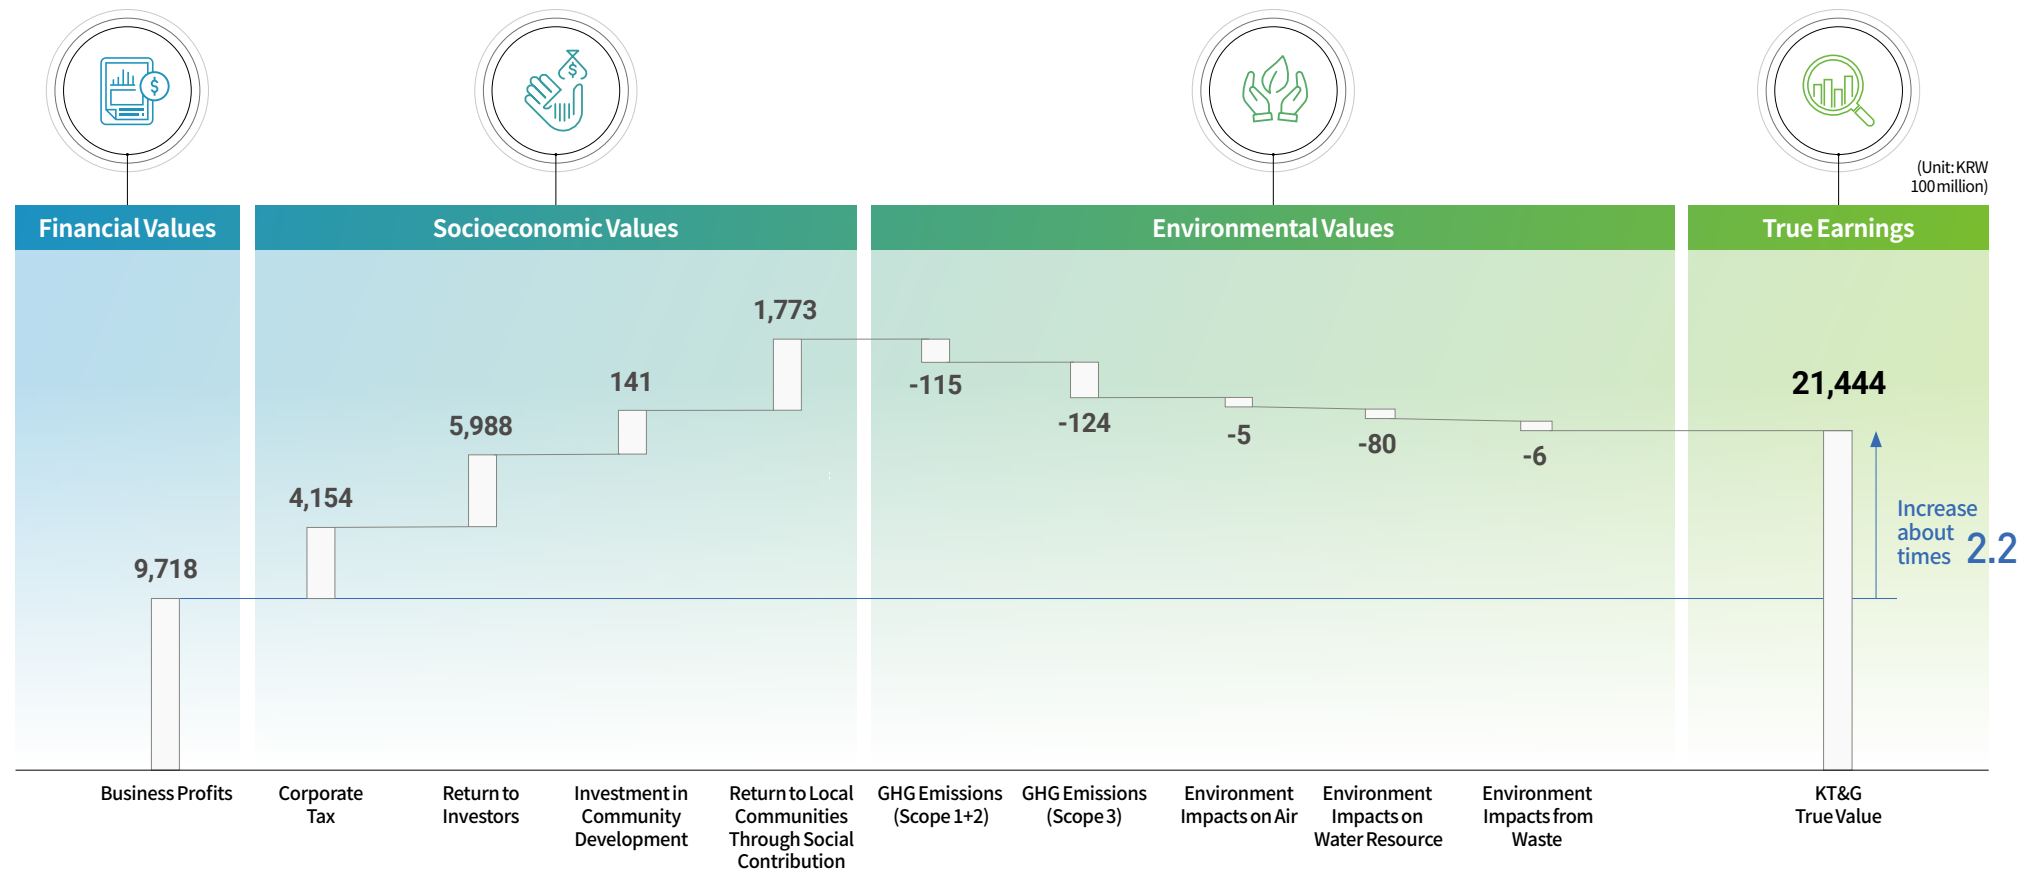 (Unit: KRW
100 million)
Financial Values
Socioeconomic Values
Environmental Values
True Earnings
9,718
4,154
5,988
141
1,773
-115
-124
-5
-80
-6
21,444
Increase
about
times 2.2
Business Profits
Corporate
Tax
Return to
Investors
Investment in
Community
Development
Return to Local
Communities
Through Social
Contribution
GHG Emissions
(Scope 1+2)
GHG Emissions
(Scope 3)
Environment
Impacts on Air
Environment
Impacts on
Water Resource
Environment
Impacts from
Waste
KT&G
True Value